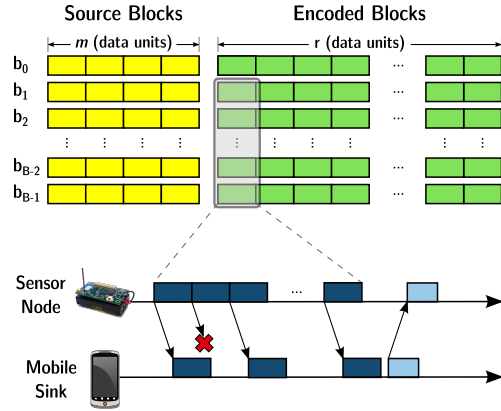 Source Blocks
Encoded Blocks
m (data units)
r (data units)
b0
...
b1
...
b2
...
⋮ ⋮ ⋮ ⋮ ⋮ ⋮ ⋮ ⋮
bB-2
...
bB-1
...
Sensor
Node
...
Mobile
Sink